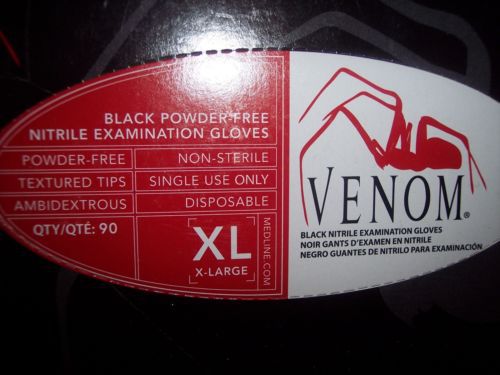 BLACK POWDER-FREE
NITRILE EXAMINATION GLOVES
POWDER-FREE
NON-STERILE
TEXTURED TIPS
SINGLE USE ONLY
AMBIDEXTROUS
DISPOSABLE
QTY/QTÉ: 90
XL
X-LARGE
MEDLINE.COM
VENOM®
BLACK NITRILE EXAMINATION GLOVES
NOIR GANTS D'EXAMEN EN NITRILE
NEGRO GUANTES DE NITRILO PARA EXAMINACIÓN